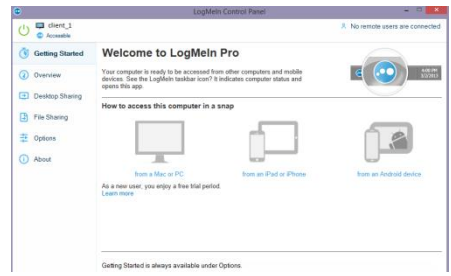 LogMeIn Control Panel
client_1
Accessible
No remote users are connected
Getting Started
Overview
Desktop Sharing
File Sharing
Options
About
Welcome to LogMeIn Pro
Your computer is ready to be accessed from other computers and mobile
devices. See the LogMeIn taskbar icon? It indicates computer status and
opens this app.
How to access this computer in a snap
from a Mac or PC
from an iPad or iPhone
from an Android device
As a new user, you enjoy a free trial period.
Learn more
Getting Started is always available under Options.